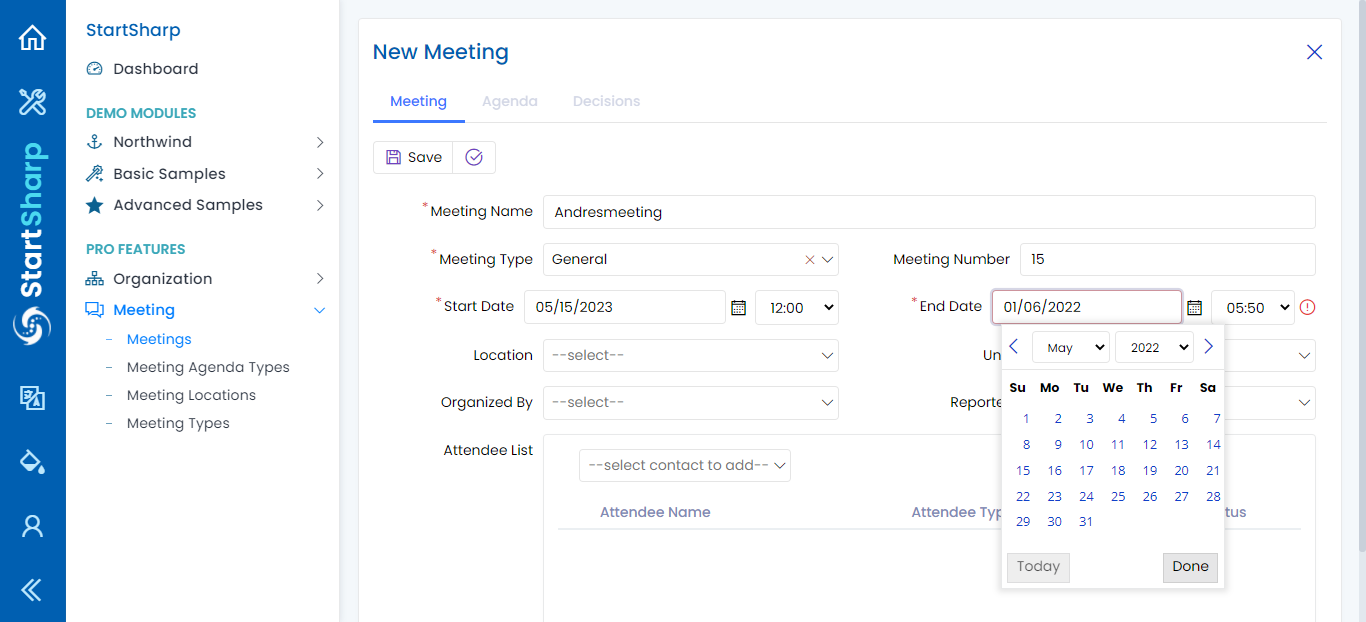 StartSharp
StartSharp
Dashboard
DEMO MODULES
Northwind
Basic Samples
Advanced Samples
PRO FEATURES
Organization
Meeting
– Meetings
– Meeting Agenda Types
– Meeting Locations
– Meeting Types
New Meeting
Meeting Agenda Decisions
Save
*Meeting Name Andresmeeting
*Meeting Type General Meeting Number 15
*Start Date 05/15/2023 12:00 *End Date 01/06/2022 05:50
Location --select-- Un
Organized By --select-- Reporte
Attendee List
--select contact to add--
Attendee Name Attendee Typ tus
May 2022
Su Mo Tu We Th Fr Sa
1 2 3 4 5 6 7
8 9 10 11 12 13 14
15 16 17 18 19 20 21
22 23 24 25 26 27 28
29 30 31
Today Done